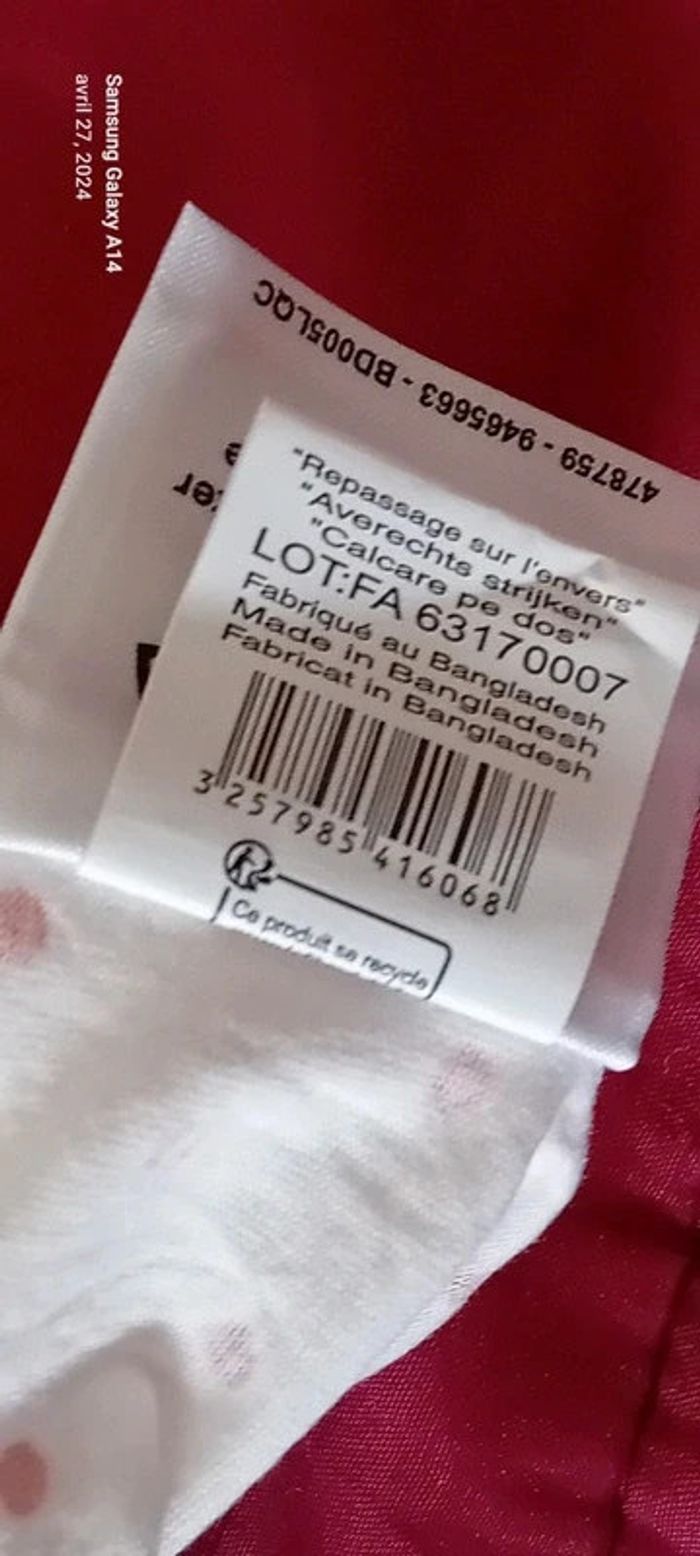 Samsung Galaxy A14
avril 27, 2024
478759 - 9465663 - BD005LQC
"Repassage sur l'envers"
"Averechts strijken"
"Calcare pe dos"
LOT:FA 63170007
Fabriqué au Bangladesh
Made in Bangladesh
Fabricat in Bangladesh
3 257985 416068
Ce produit se recycle